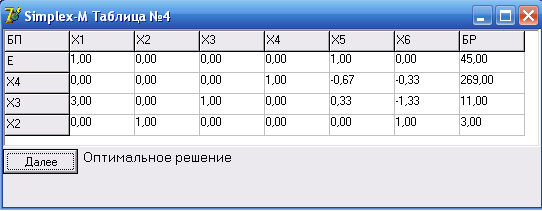 Simplex-M Таблица №4
БП X1 X2 X3 X4 X5 X6 БР
E 1,00 0,00 0,00 0,00 1,00 0,00 45,00
X4 0,00 0,00 0,00 1,00 -0,67 -0,33 269,00
X3 3,00 0,00 1,00 0,00 0,33 -1,33 11,00
X2 0,00 1,00 0,00 0,00 0,00 1,00 3,00
Далее Оптимальное решение